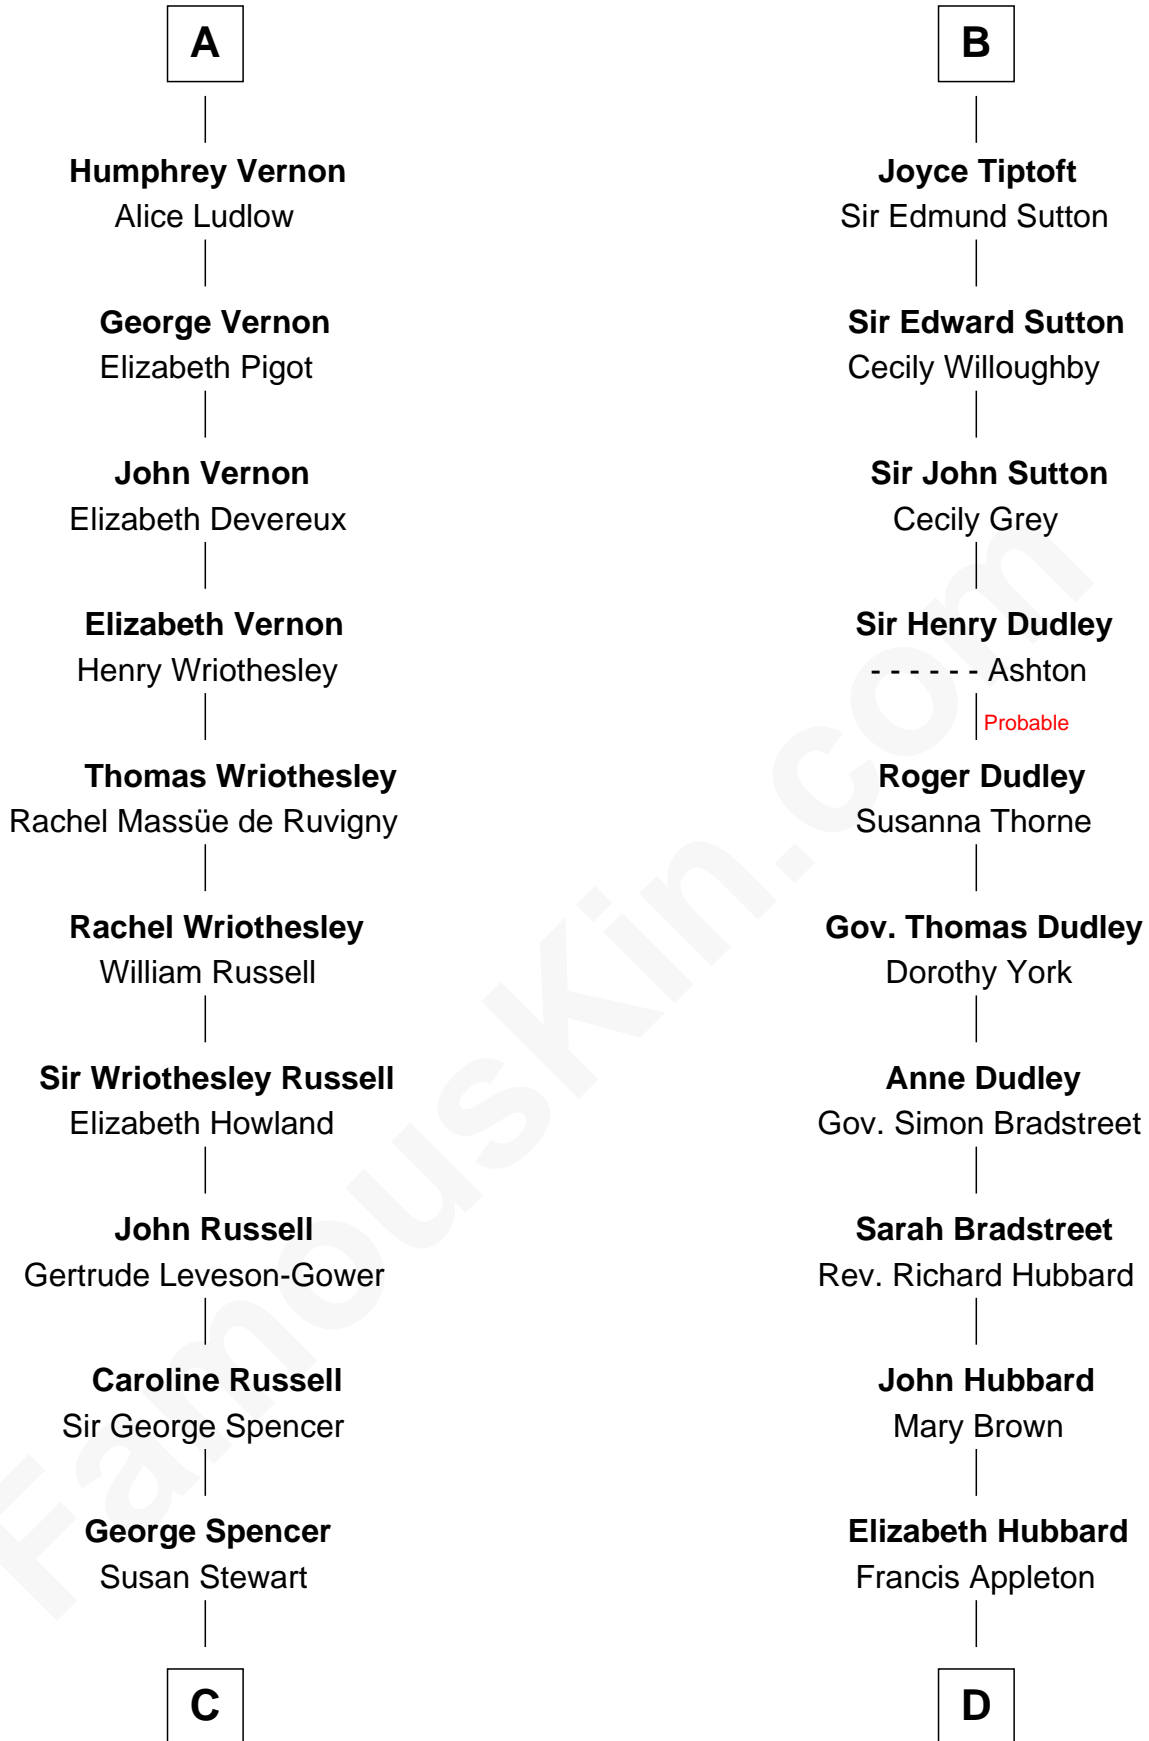 A
Humphrey Vernon
Alice Ludlow
George Vernon
Elizabeth Pigot
John Vernon
Elizabeth Devereux
Elizabeth Vernon
Henry Wriothesley
Thomas Wriothesley
Rachel Massüe de Ruvigny
Rachel Wriothesley
William Russell
Sir Wriothesley Russell
Elizabeth Howland
John Russell
Gertrude Leveson-Gower
Caroline Russell
Sir George Spencer
George Spencer
Susan Stewart
C
B
Joyce Tiptoft
Sir Edmund Sutton
Sir Edward Sutton
Cecily Willoughby
Sir John Sutton
Cecily Grey
Sir Henry Dudley
- - - - - - Ashton
Probable
Roger Dudley
Susanna Thorne
Gov. Thomas Dudley
Dorothy York
Anne Dudley
Gov. Simon Bradstreet
Sarah Bradstreet
Rev. Richard Hubbard
John Hubbard
Mary Brown
Elizabeth Hubbard
Francis Appleton
D
FamousKin.com